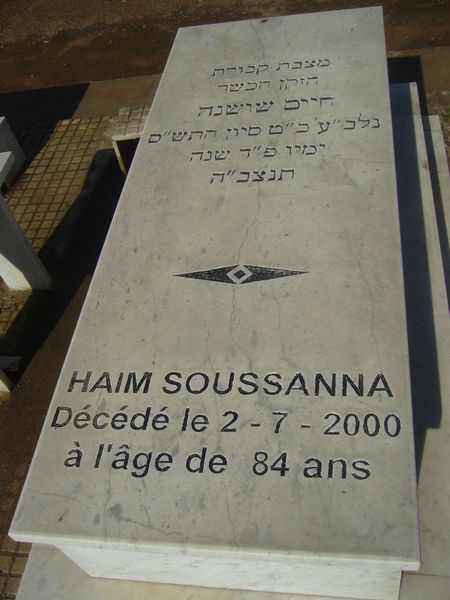 מצבת קבורת
הזקן הכשר
חיים שושנה
נלב״ע כ״ט סיון התש״ס
ימיו פ״ד שנה
תנצב״ה
HAIM SOUSSANNA
Décédé le 2 - 7 - 2000
à l'âge de 84 ans